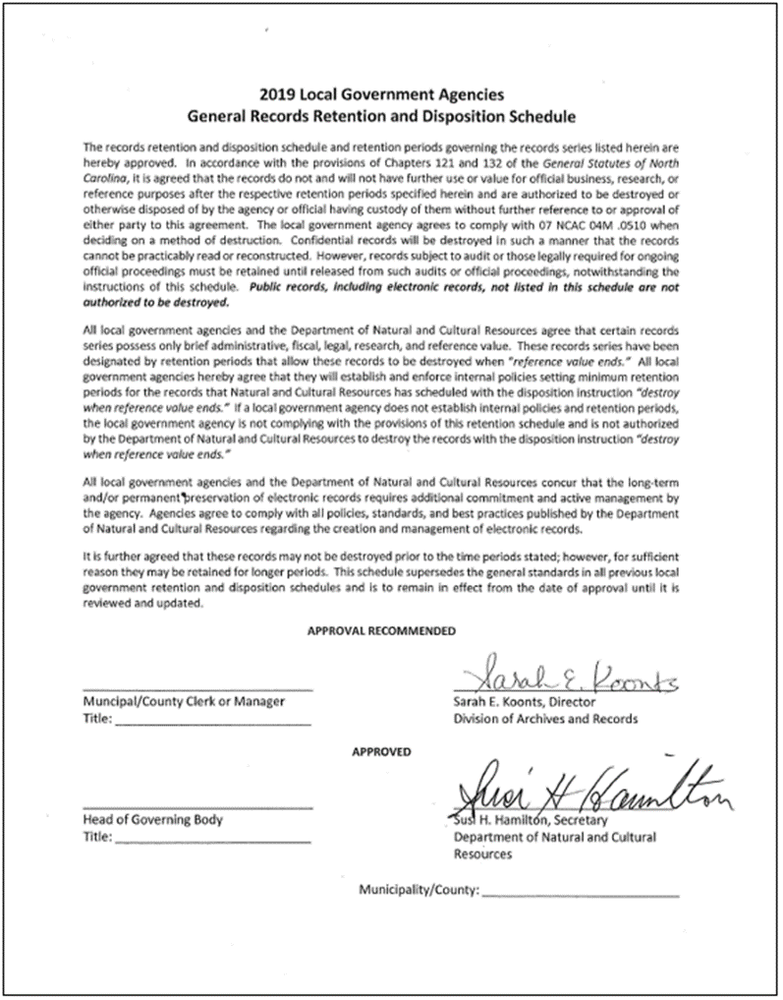 2019 Local Government Agencies
General Records Retention and Disposition Schedule
The records retention and disposition schedule and retention periods governing the records series listed herein are
hereby approved. In accordance with the provisions of Chapters 121 and 132 of the General Statutes of North
Carolina, it is agreed that the records do not and will not have further use or value for official business, research, or
reference purposes after the respective retention periods specified herein and are authorized to be destroyed or
otherwise disposed of by the agency or official having custody of them without further reference to or approval of
either party to this agreement. The local government agency agrees to comply with 07 NCAC 04M .0510 when
deciding on a method of destruction. Confidential records will be destroyed in such a manner that the records
cannot be practicably read or reconstructed. However, records subject to audit or those legally required for ongoing
official proceedings must be retained until released from such audits or official proceedings, notwithstanding the
instructions of this schedule. Public records, including electronic records, not listed in this schedule are not
authorized to be destroyed.
All local government agencies and the Department of Natural and Cultural Resources agree that certain records
series possess only brief administrative, fiscal, legal, research, and reference value. These records series have been
designated by retention periods that allow these records to be destroyed when "reference value ends." All local
government agencies hereby agree that they will establish and enforce internal policies setting minimum retention
periods for the records that Natural and Cultural Resources has scheduled with the disposition instruction "destroy
when reference value ends." If a local government agency does not establish internal policies and retention periods,
the local government agency is not complying with the provisions of this retention schedule and is not authorized
by the Department of Natural and Cultural Resources to destroy the records with the disposition instruction "destroy
when reference value ends."
All local government agencies and the Department of Natural and Cultural Resources concur that the long-term
and/or permanent preservation of electronic records requires additional commitment and active management by
the agency. Agencies agree to comply with all policies, standards, and best practices published by the Department
of Natural and Cultural Resources regarding the creation and management of electronic records.
It is further agreed that these records may not be destroyed prior to the time periods stated; however, for sufficient
reason they may be retained for longer periods. This schedule supersedes the general standards in all previous local
government retention and disposition schedules and is to remain in effect from the date of approval until it is
reviewed and updated.
APPROVAL RECOMMENDED
Sarah E. Koonts
Muncipal/County Clerk or Manager
Title:
Sarah E. Koonts, Director
Division of Archives and Records
APPROVED
Susi H Hamilton
Head of Governing Body
Title:
Susi H. Hamilton, Secretary
Department of Natural and Cultural
Resources
Municipality/County: